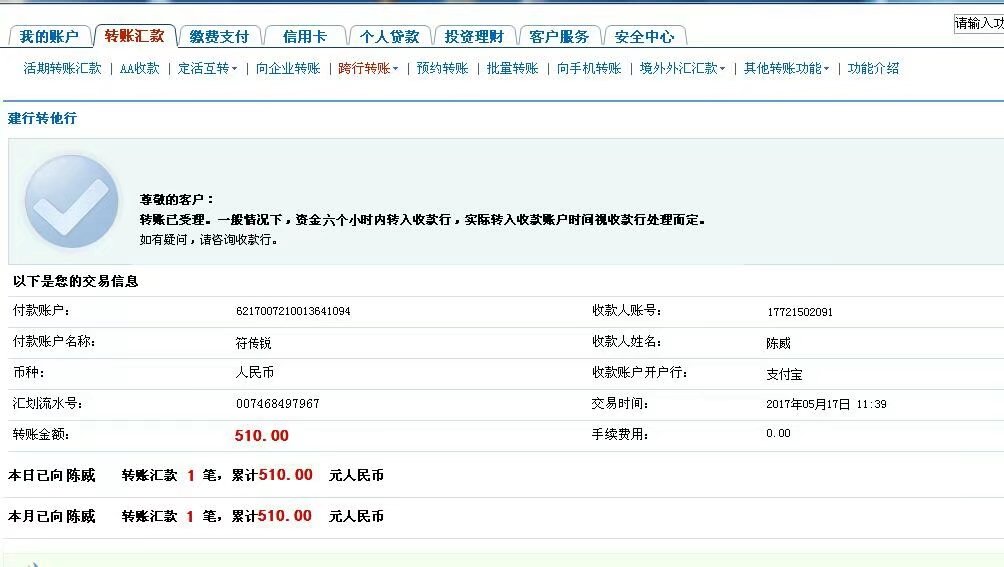 请输入功
我的账户 转账汇款 缴费支付 信用卡 个人贷款 投资理财 客户服务 安全中心
活期转账汇款 | AA收款 | 定活互转 | 向企业转账 | 跨行转账 | 预约转账 | 批量转账 | 向手机转账 | 境外外汇汇款 | 其他转账功能 | 功能介绍
建行转他行
尊敬的客户：
转账已受理。一般情况下，资金六个小时内转入收款行，实际转入收款账户时间视收款行处理而定。
如有疑问，请咨询收款行。
以下是您的交易信息
付款账户： 6217007210013641094 收款人账号： 17721502091
付款账户名称： 符传锐 收款人姓名： 陈威
币种： 人民币 收款账户开户行： 支付宝
汇划流水号： 007468497967 交易时间： 2017年05月17日 11:39
转账金额： 510.00 手续费用： 0.00
本日已向 陈威 转账汇款 1 笔，累计510.00 元人民币
本月已向 陈威 转账汇款 1 笔，累计510.00 元人民币